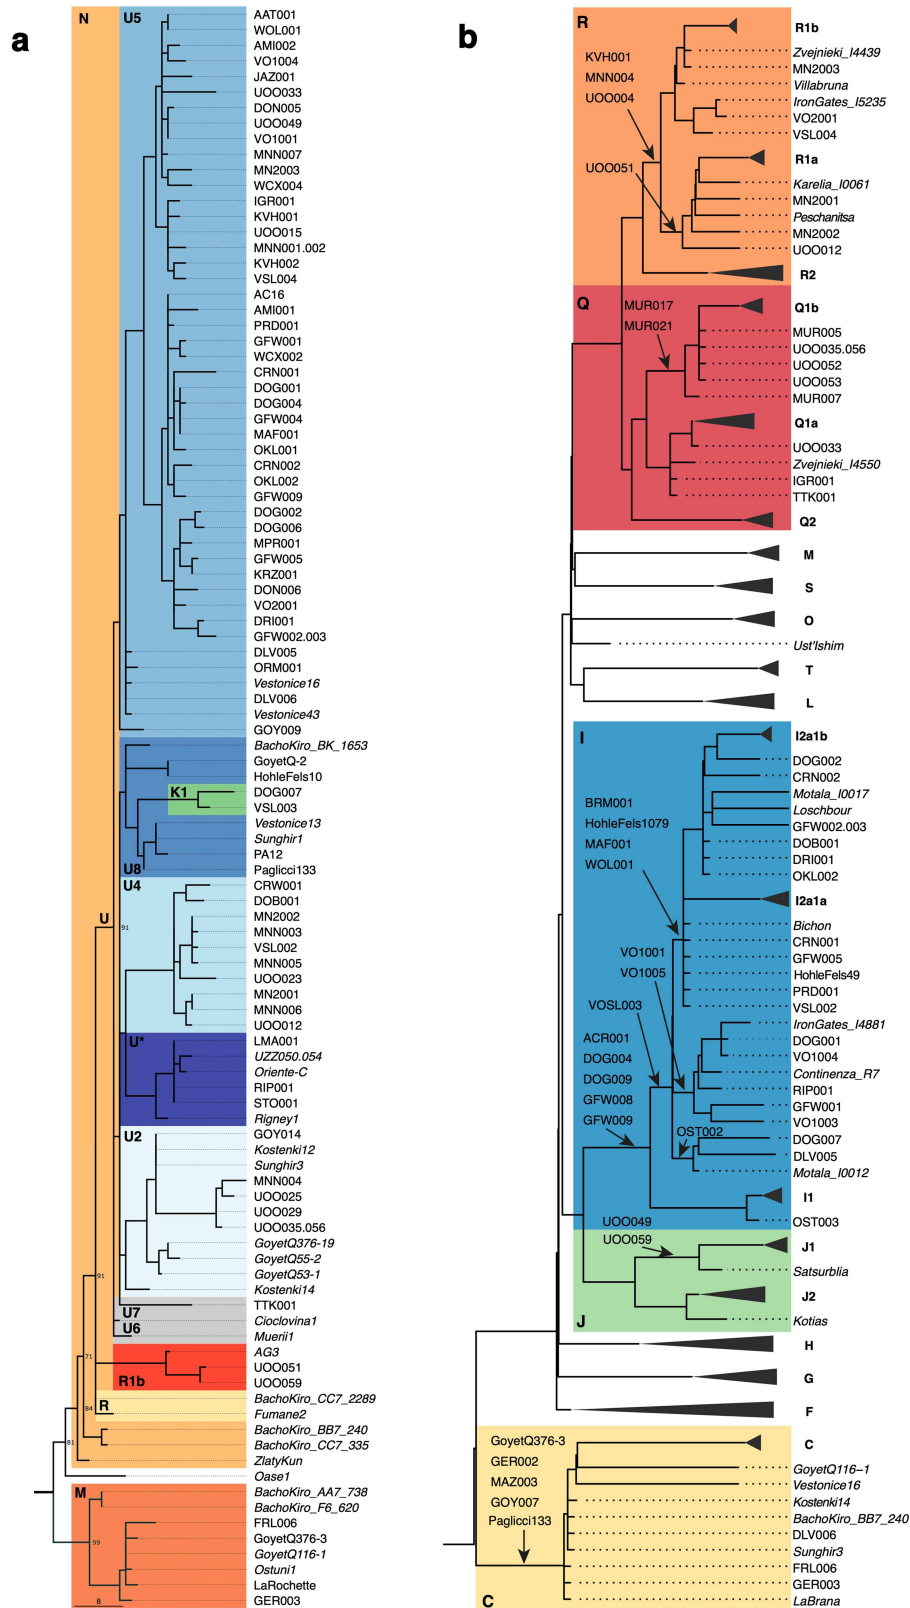 a
N
U5
AAT001
WOL001
AMI002
VO1004
JAZ001
UOO033
DON005
UOO049
VO1001
MNN007
MN2003
WCX004
IGR001
KVH001
UOO015
MNN001.002
KVH002
VSL004
AC16
AMI001
PRD001
GFW001
WCX002
CRN001
DOG001
DOG004
GFW004
MAF001
OKL001
CRN002
OKL002
GFW009
DOG002
DOG006
MPR001
GFW005
KRZ001
DON006
VO2001
DRI001
GFW002.003
DLV005
ORM001
Vestonice16
DLV006
Vestonice43
GOY009
BachoKiro_BK_1653
GoyetQ-2
HohleFels10
K1
DOG007
VSL003
Vestonice13
Sunghir1
PA12
U8
Paglicci133
U4
CRW001
DOB001
MN2002
U
91
MNN003
VSL002
MNN005
UOO023
MN2001
MNN006
UOO012
U*
LMA001
UZZ050.054
Oriente-C
RIP001
STO001
Rigney1
U2
GOY014
Kostenki12
Sunghir3
MNN004
UOO025
UOO029
UOO035.056
GoyetQ376-19
GoyetQ55-2
91
GoyetQ53-1
Kostenki14
U7
TTK001
Cioclovina1
U6
Muerii1
71
AG3
UOO051
R1b
UOO059
BachoKiro_CC7_2289
R
84
Fumane2
BachoKiro_BB7_240
81
BachoKiro_CC7_335
ZlatyKun
Oase1
M
BachoKiro_AA7_738
BachoKiro_F6_620
FRL006
99
GoyetQ376-3
GoyetQ116-1
Ostuni1
LaRochette
8
GER003
b
R
R1b
KVH001
Zvejnieki_I4439
MNN004
MN2003
UOO004
Villabruna
IronGates_I5235
VO2001
VSL004
R1a
UOO051
Karelia_I0061
MN2001
Peschanitsa
MN2002
UOO012
R2
Q
MUR017
Q1b
MUR021
MUR005
UOO035.056
UOO052
UOO053
MUR007
Q1a
UOO033
Zvejnieki_I4550
IGR001
TTK001
Q2
M
S
O
Ust'Ishim
T
L
I
I2a1b
DOG002
CRN002
BRM001
Motala_I0017
HohleFels1079
Loschbour
MAF001
GFW002.003
WOL001
DOB001
DRI001
OKL002
I2a1a
Bichon
VO1001
CRN001
VO1005
GFW005
HohleFels49
VOSL003
PRD001
VSL002
ACR001
IronGates_I4881
DOG004
DOG001
DOG009
VO1004
GFW008
Continenza_R7
GFW009
RIP001
GFW001
VO1003
OST002
DOG007
DLV005
Motala_I0012
I1
UOO049
OST003
UOO059
J1
Satsurblia
J2
J
Kotias
H
G
F
GoyetQ376-3
C
GER002
GoyetQ116–1
MAZ003
Vestonice16
GOY007
Kostenki14
Paglicci133
BachoKiro_BB7_240
DLV006
Sunghir3
FRL006
GER003
C
LaBrana